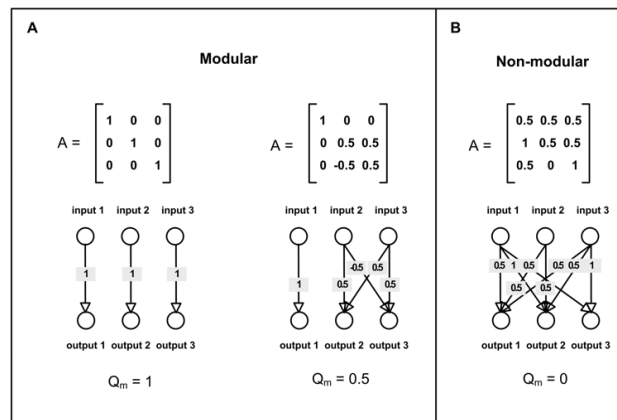 A
Modular
A =
1 0 0
0 1 0
0 0 1
input 1 input 2 input 3
1 1 1
output 1 output 2 output 3
Qm = 1
A =
1 0 0
0 0.5 0.5
0 -0.5 0.5
input 1 input 2 input 3
-0.5 0.5
1 0.5 0.5
output 1 output 2 output 3
Qm = 0.5
B
Non-modular
A =
0.5 0.5 0.5
1 0.5 0.5
0.5 0 1
input 1 input 2 input 3
0.5 1 0.5 0.5 0.5 1
0.5 0.5
output 1 output 2 output 3
Qm = 0